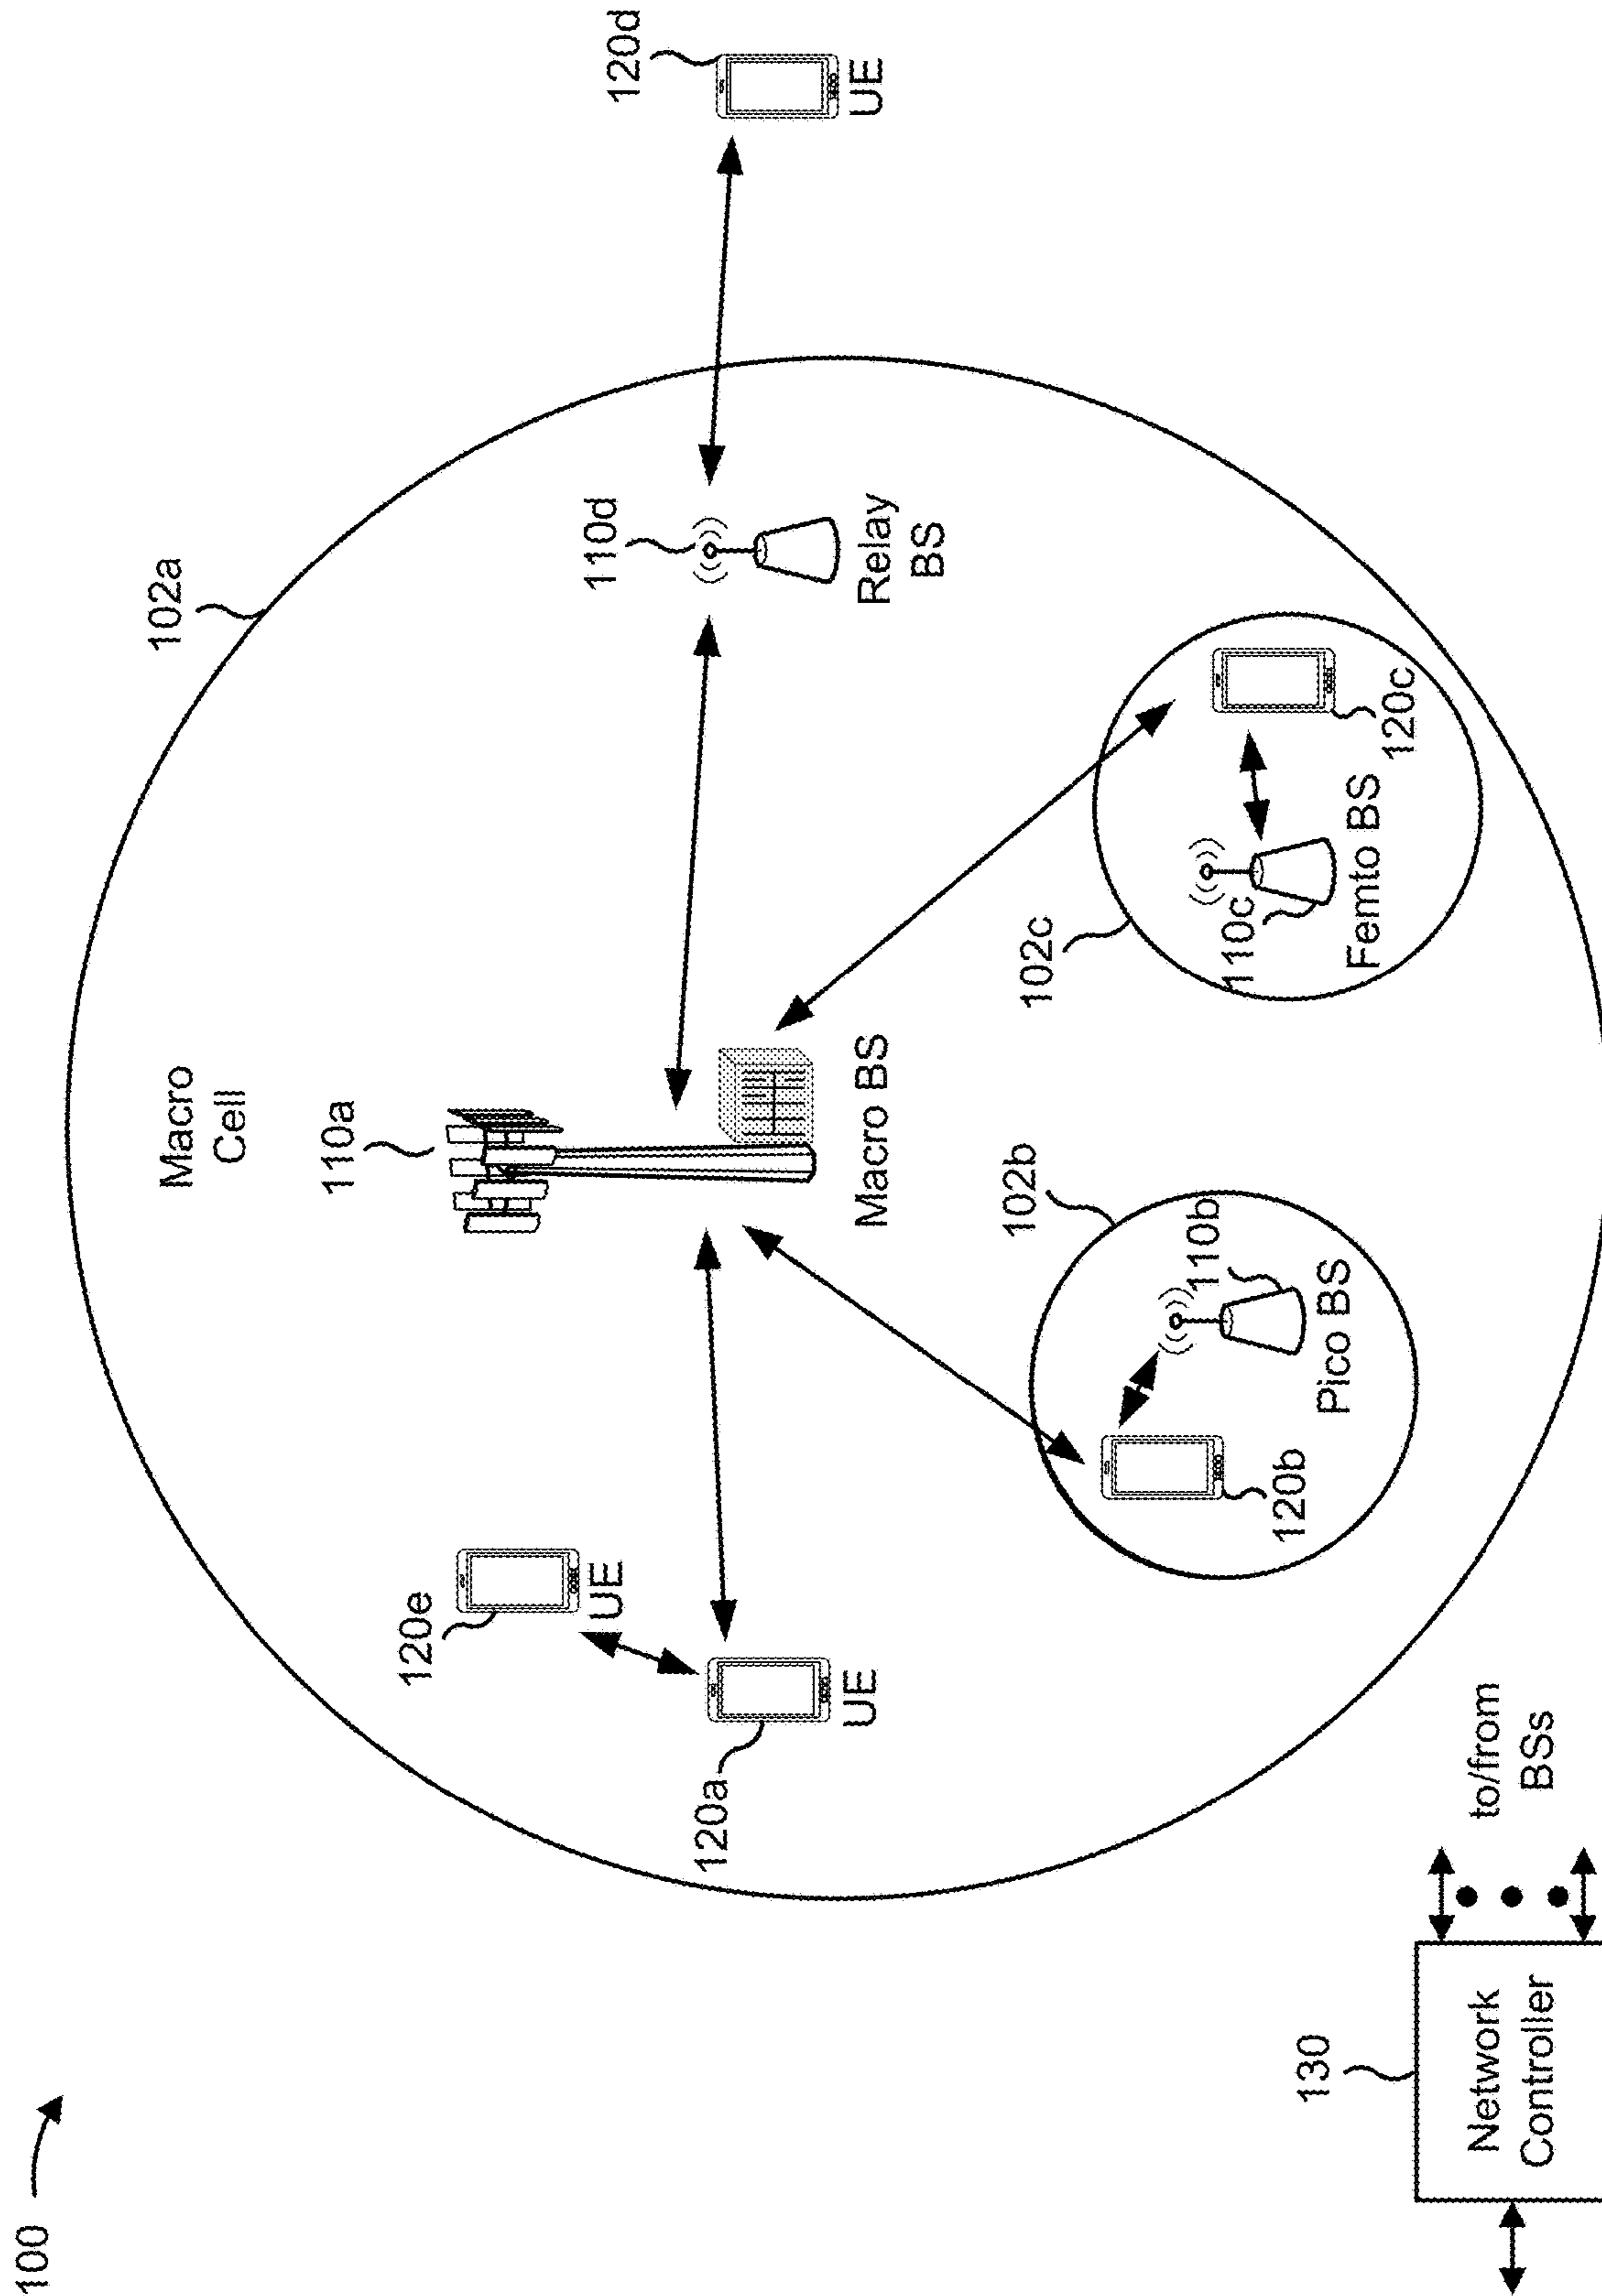 100
102a
Macro
Cell
110a
120e
UE
120a
UE
Macro BS
110d
Relay
BS
120d
UE
102b
110b
Pico BS
120b
102c
110c
Femto BS
120c
130
Network
Controller
to/from
BSs